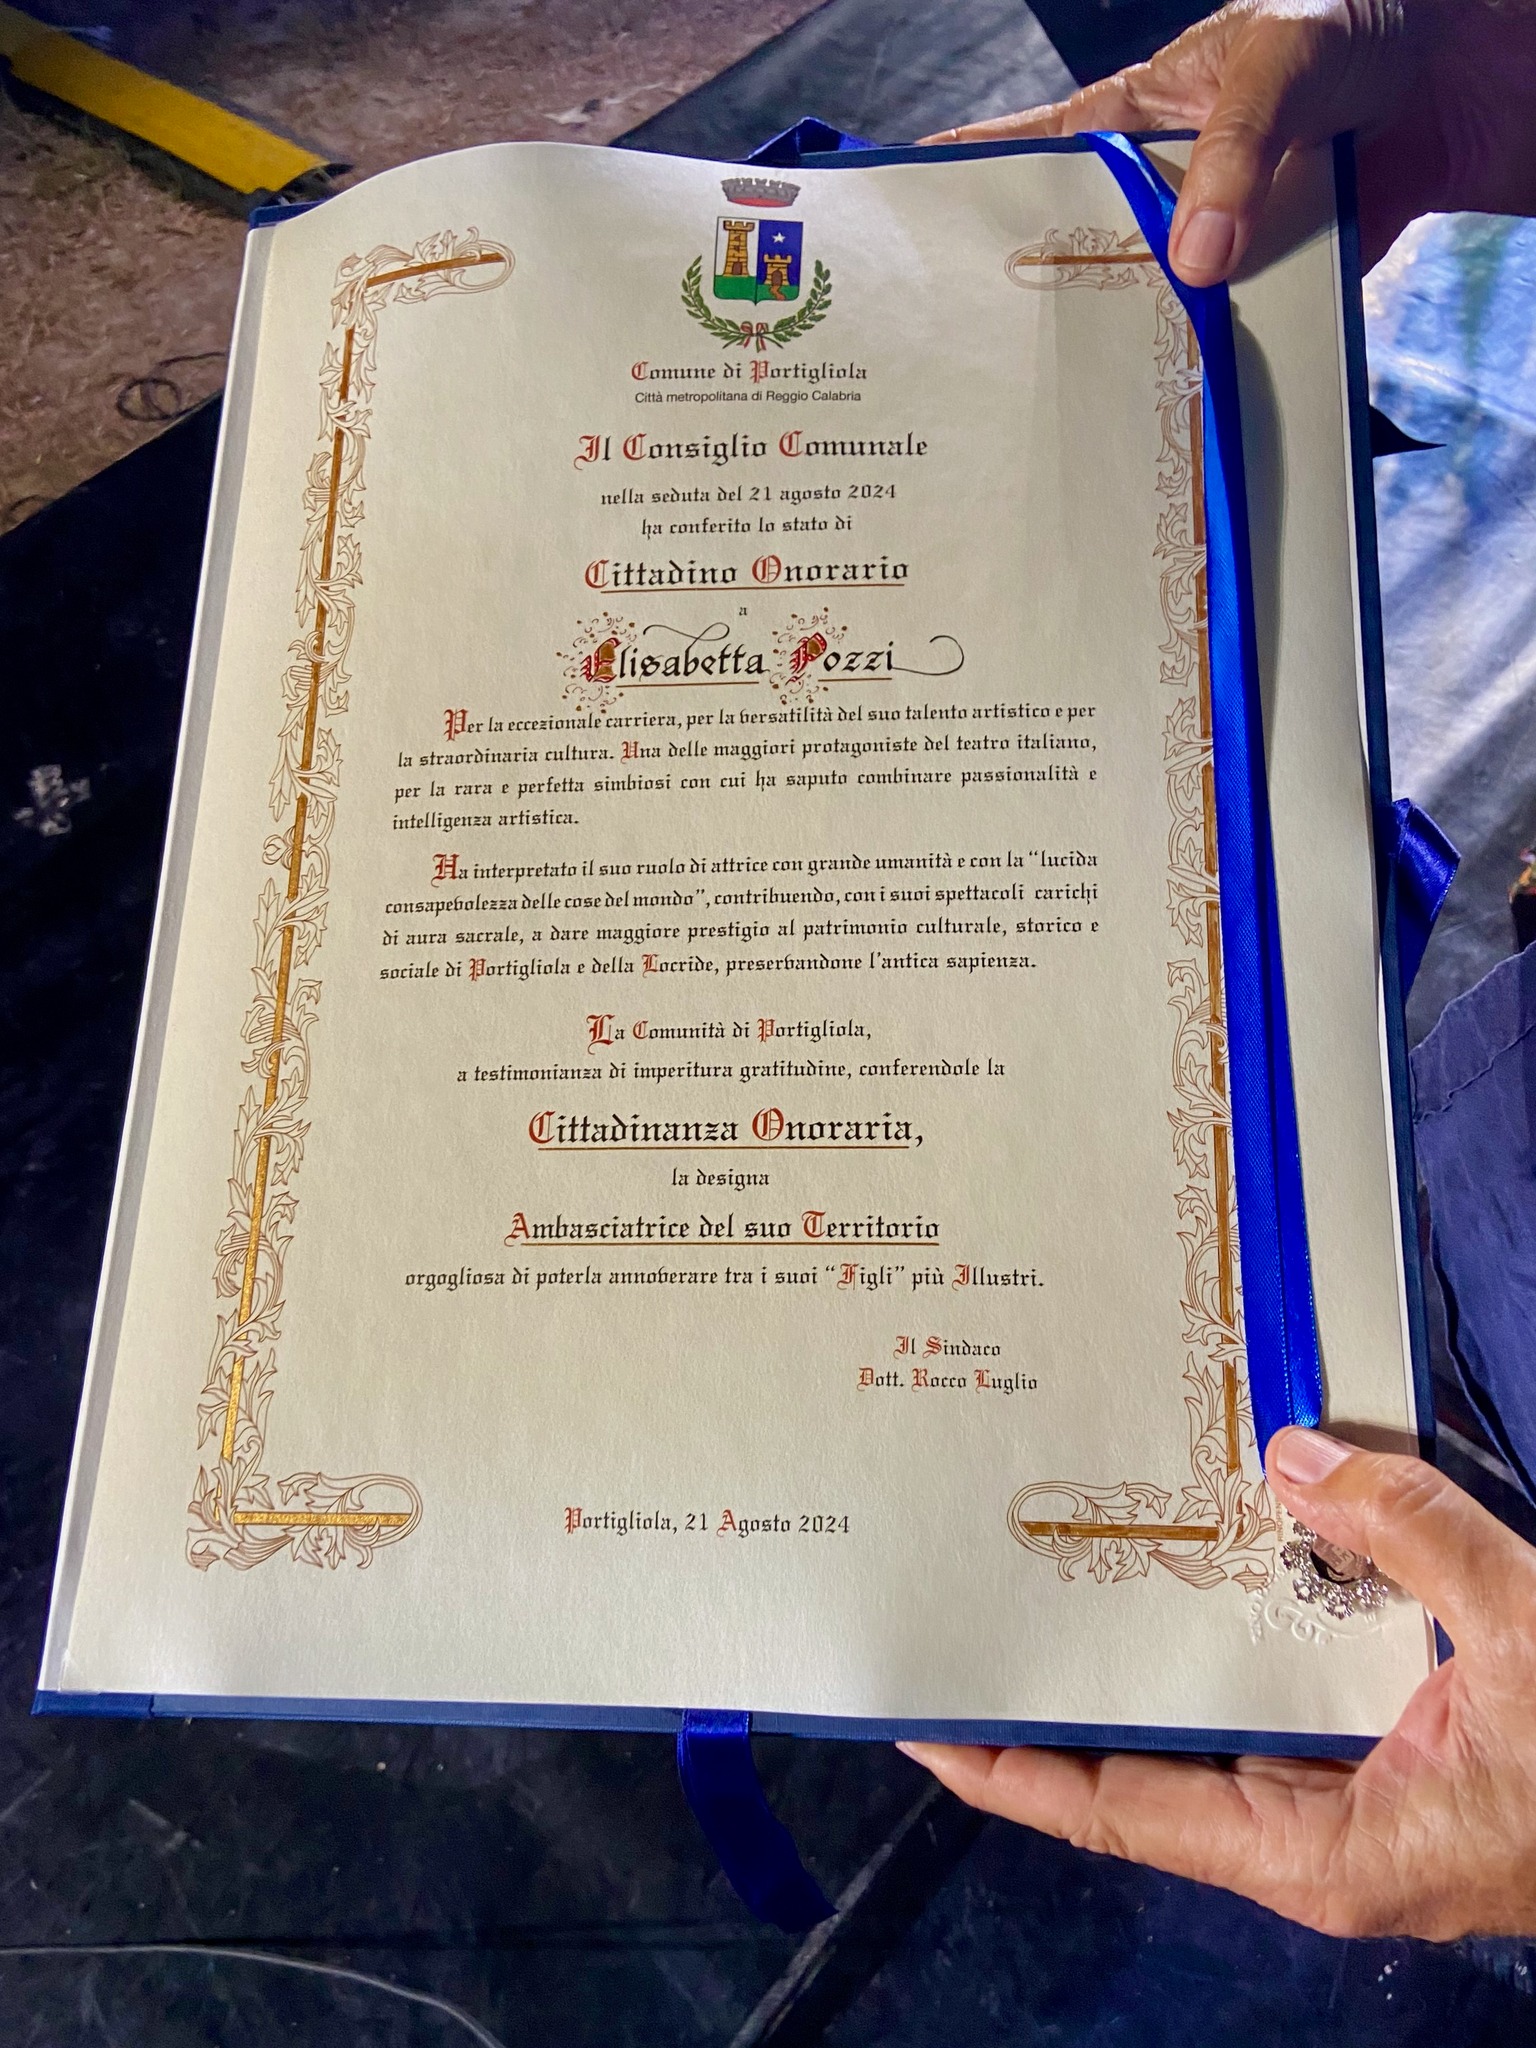 Comune di Portigliola
Città metropolitana di Reggio Calabria
Il Consiglio Comunale
nella seduta del 21 agosto 2024
ha conferito lo stato di
Cittadino Onorario
a
Elisabetta Pozzi
Per la eccezionale carriera, per la versatilità del suo talento artistico e per
la straordinaria cultura. Una delle maggiori protagoniste del teatro italiano,
per la rara e perfetta simbiosi con cui ha saputo combinare passionalità e
intelligenza artistica.
Ha interpretato il suo ruolo di attrice con grande umanità e con la “lucida
consapevolezza delle cose del mondo”, contribuendo, con i suoi spettacoli carichi
di aura sacrale, a dare maggiore prestigio al patrimonio culturale, storico e
sociale di Portigliola e della Locride, preservandone l'antica sapienza.
La Comunità di Portigliola,
a testimonianza di imperitura gratitudine, conferendole la
Cittadinanza Onoraria,
la designa
Ambasciatrice del suo Territorio
orgogliosa di poterla annoverare tra i suoi “Figli” più Illustri.
Il Sindaco
Dott. Rocco Luglio
Portigliola, 21 Agosto 2024